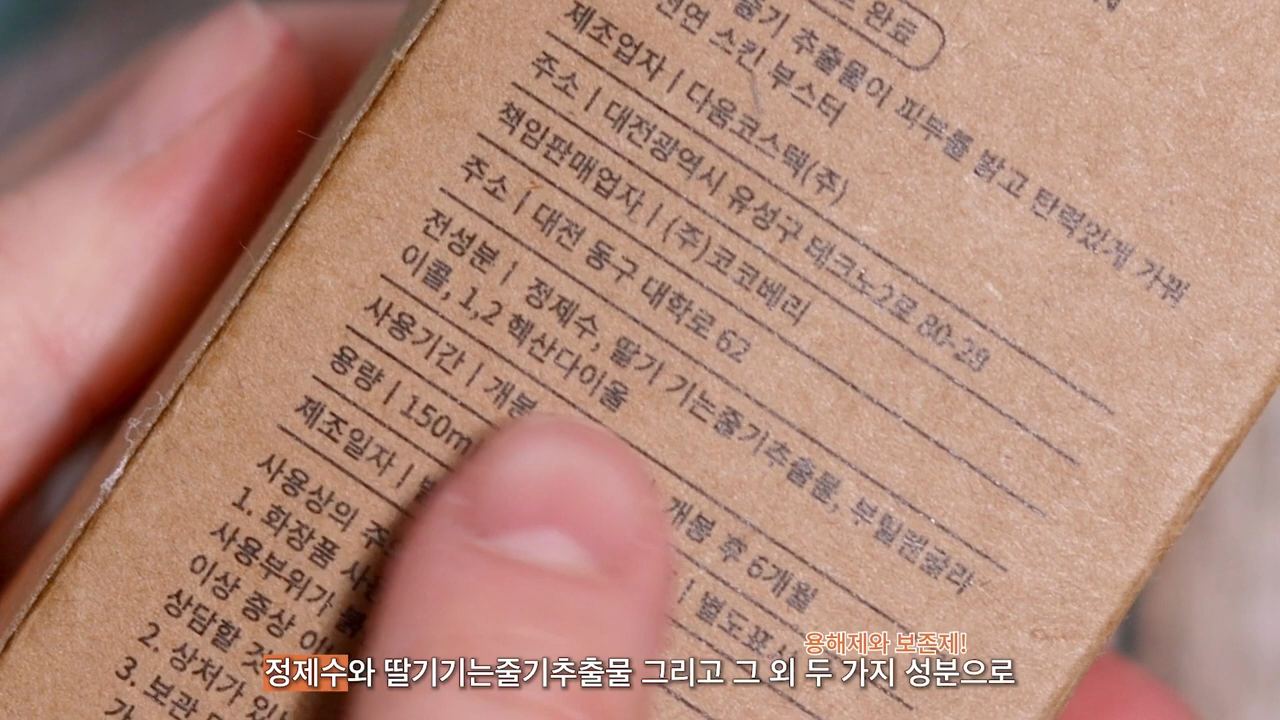 완료
줄기 추출물이 피부를 밝고 탄력있게 가꿔
스킨 부스터
제조업자 | 다움코스텍(주)
주소 | 대전광역시 유성구 테크노2로 80-28
책임판매업자 | (주)코코베리
주소 | 대전 동구 대학로 62
전성분 | 정제수, 딸기 기는줄기추출물, 부틸렌글라
이콜, 1,2 헥산다이올
사용기간 | 개봉 개봉 후 6개월
용량 | 150m
제조일자 | 별도표
사용상의 주
1. 화장품 사
사용부위가
이상 증상 이
상담할 것
2. 상처가 있
3. 보관
용해제와 보존제!
정제수와 딸기기는줄기추출물 그리고 그 외 두 가지 성분으로